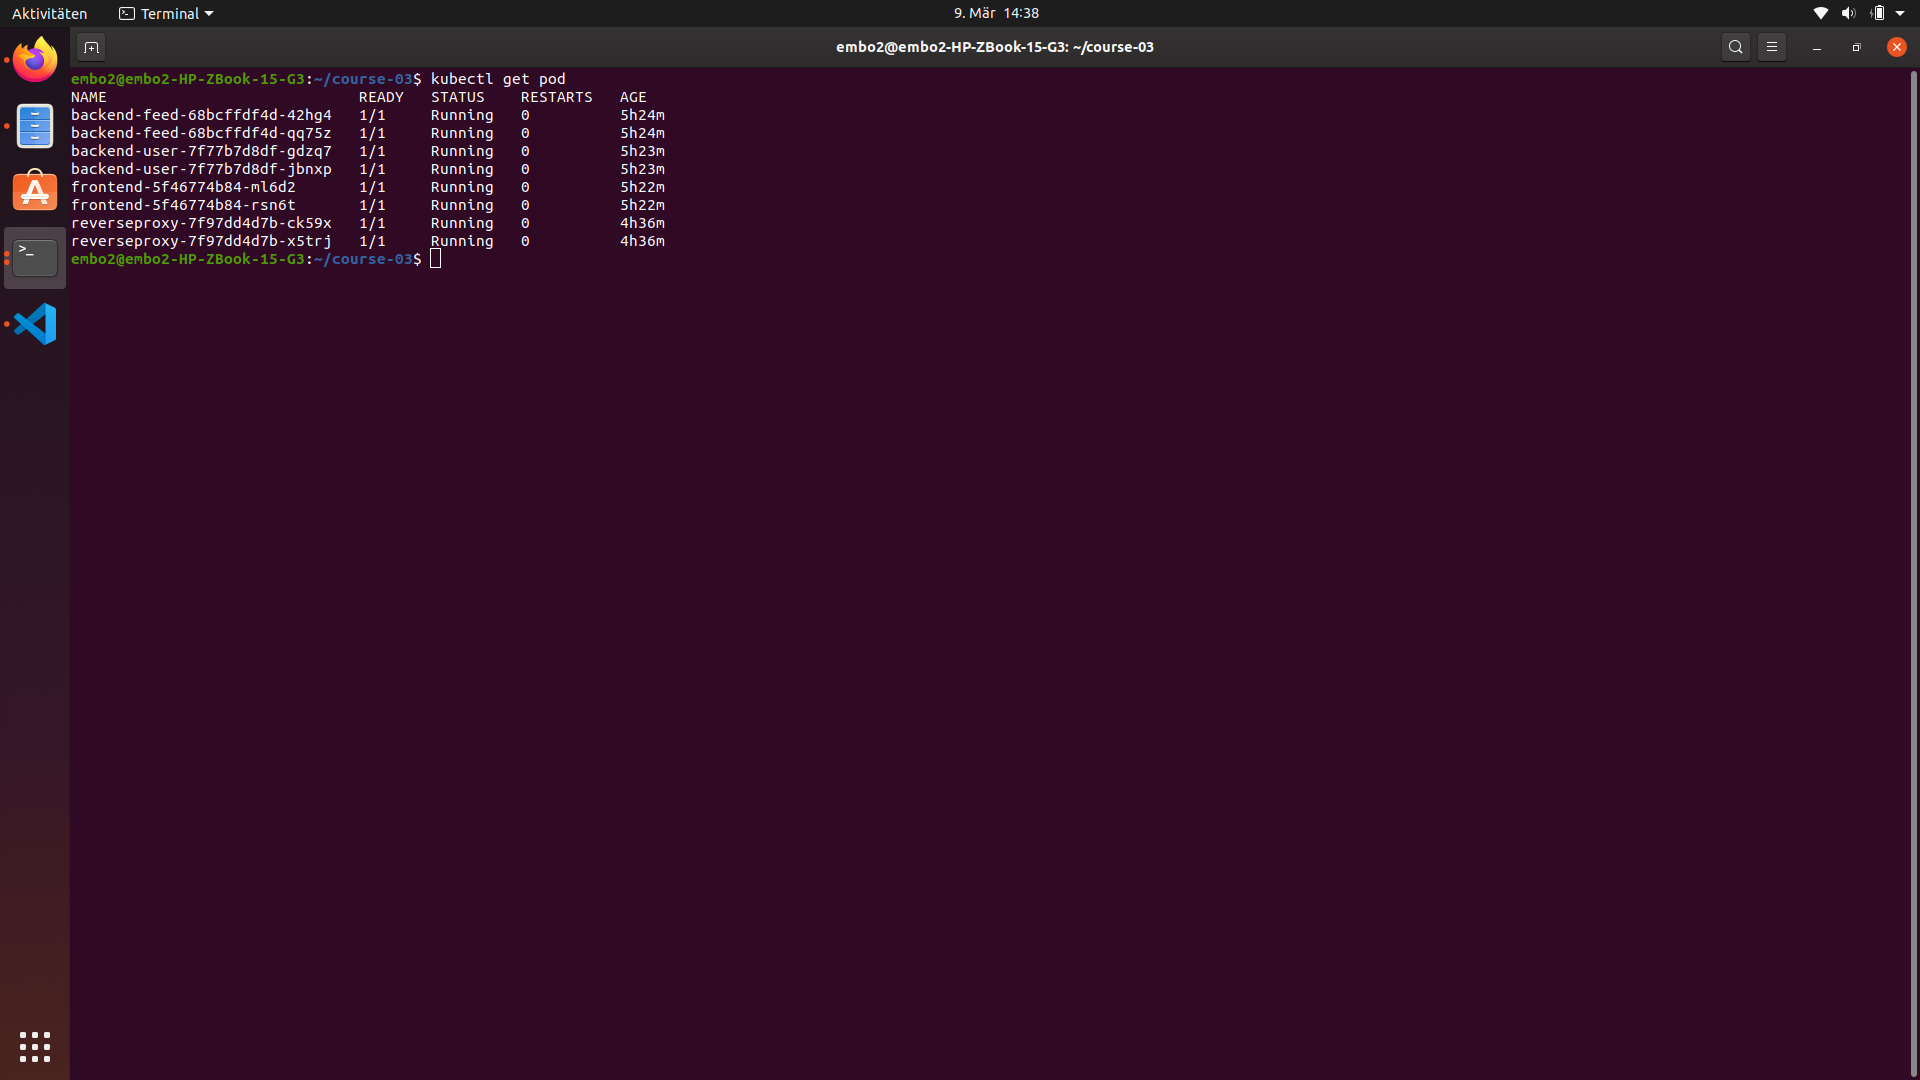 Aktivitäten Terminal 9. Mär 14:38
embo2@embo2-HP-ZBook-15-G3: ~/course-03
embo2@embo2-HP-ZBook-15-G3:~/course-03$ kubectl get pod
NAME READY STATUS RESTARTS AGE
backend-feed-68bcffdf4d-42hg4 1/1 Running 0 5h24m
backend-feed-68bcffdf4d-qq75z 1/1 Running 0 5h24m
backend-user-7f77b7d8df-gdzq7 1/1 Running 0 5h23m
backend-user-7f77b7d8df-jbnxp 1/1 Running 0 5h23m
frontend-5f46774b84-ml6d2 1/1 Running 0 5h22m
frontend-5f46774b84-rsn6t 1/1 Running 0 5h22m
reverseproxy-7f97dd4d7b-ck59x 1/1 Running 0 4h36m
reverseproxy-7f97dd4d7b-x5trj 1/1 Running 0 4h36m
embo2@embo2-HP-ZBook-15-G3:~/course-03$